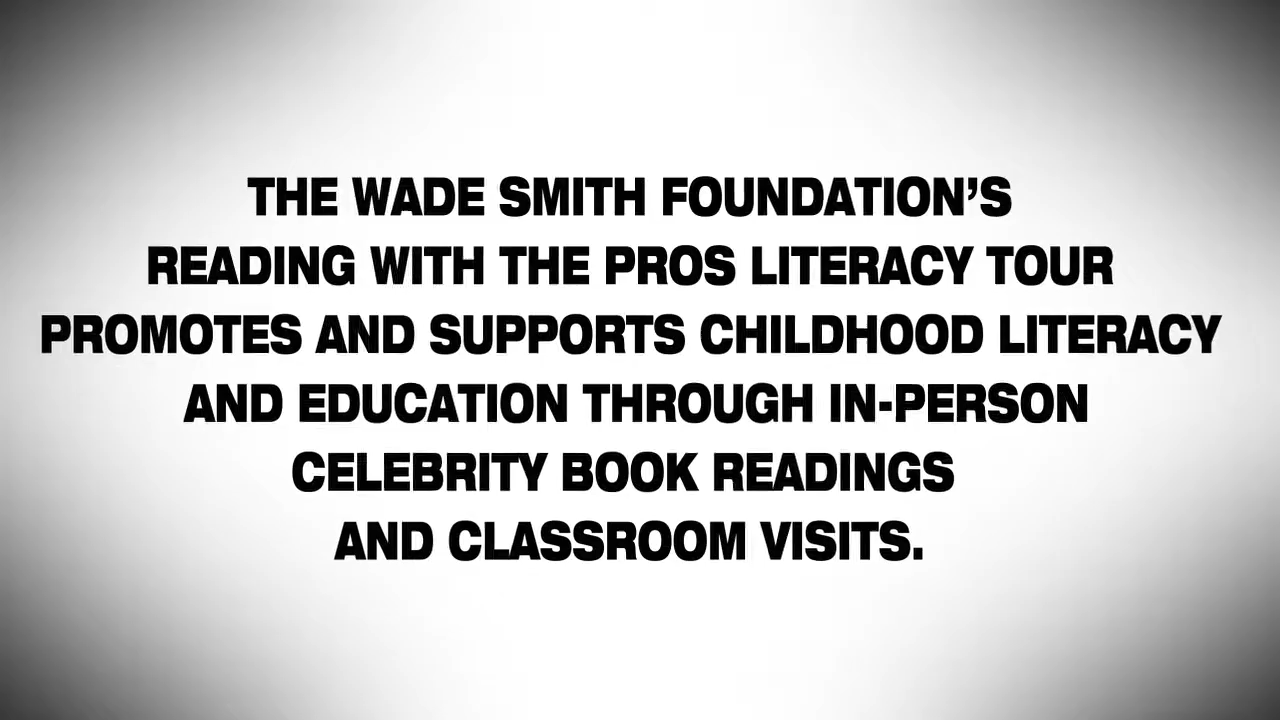 THE WADE SMITH FOUNDATION’S
READING WITH THE PROS LITERACY TOUR
PROMOTES AND SUPPORTS CHILDHOOD LITERACY
AND EDUCATION THROUGH IN-PERSON
CELEBRITY BOOK READINGS
AND CLASSROOM VISITS.